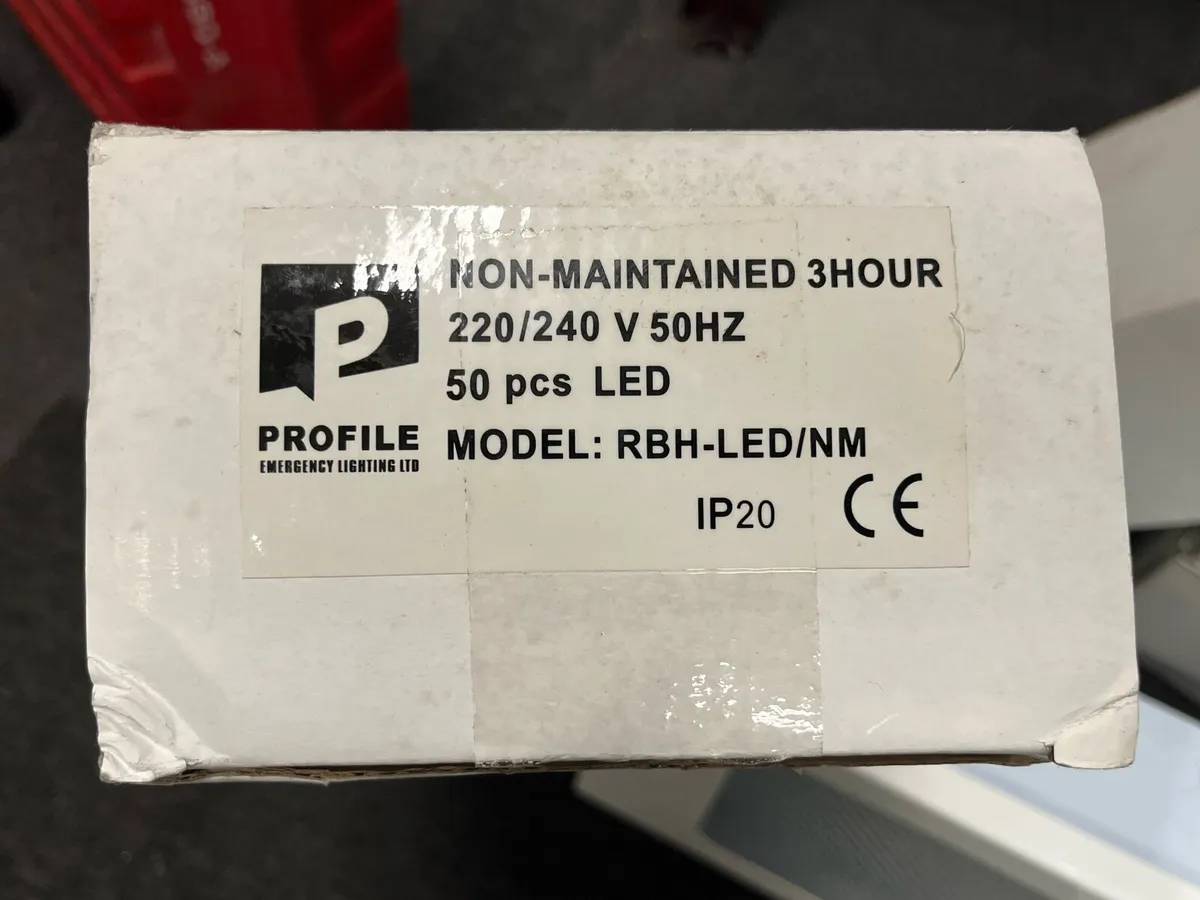 NON-MAINTAINED 3HOUR
220/240 V 50HZ
50 pcs LED
MODEL: RBH-LED/NM
IP20 CE
P
PROFILE
EMERGENCY LIGHTING LTD